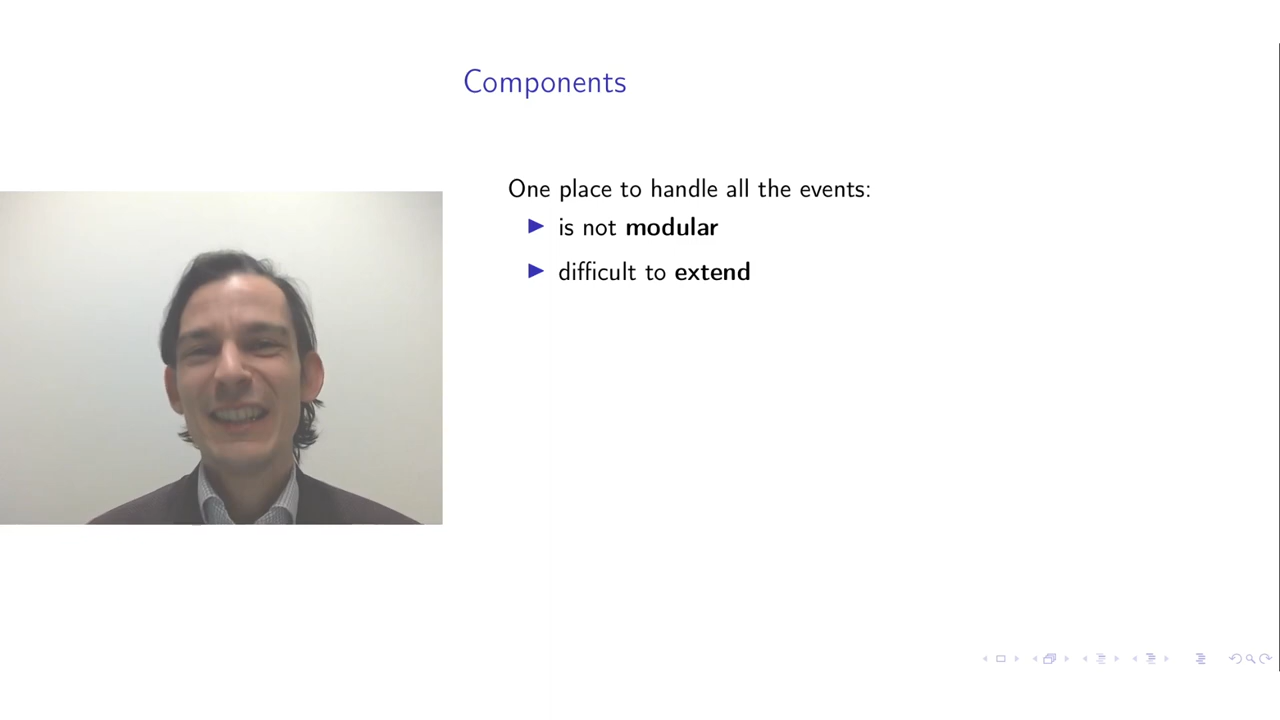 Components
One place to handle all the events:
is not modular
difficult to extend